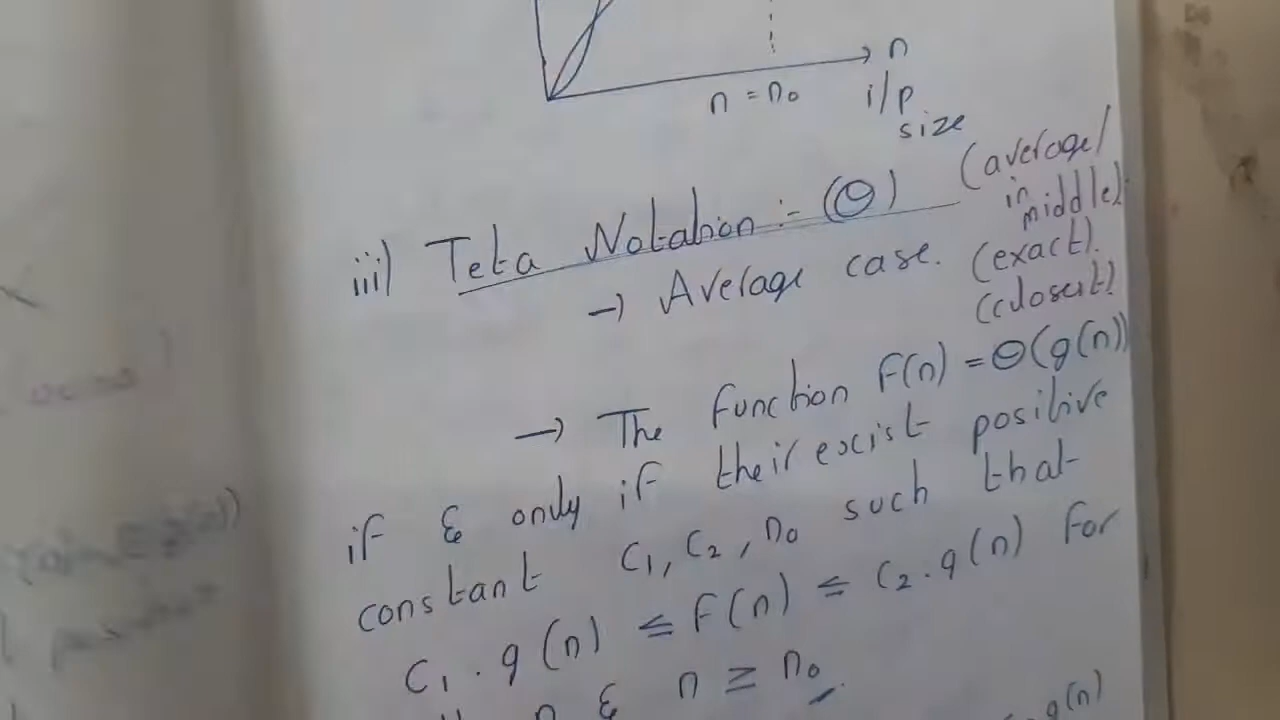 n
n = n₀ i/p
size
iii) Teta Notation :- (Θ) (average/
in
middle).
→ Average case. (exact).
(closest)
→ The function F(n) = Θ(g(n))
if & only if their exist positive
constant C₁, C₂, n₀ such that
C₁ . g(n) ≤ F(n) ≤ C₂ . g(n) for
n & n ≥ n₀.
g(n)